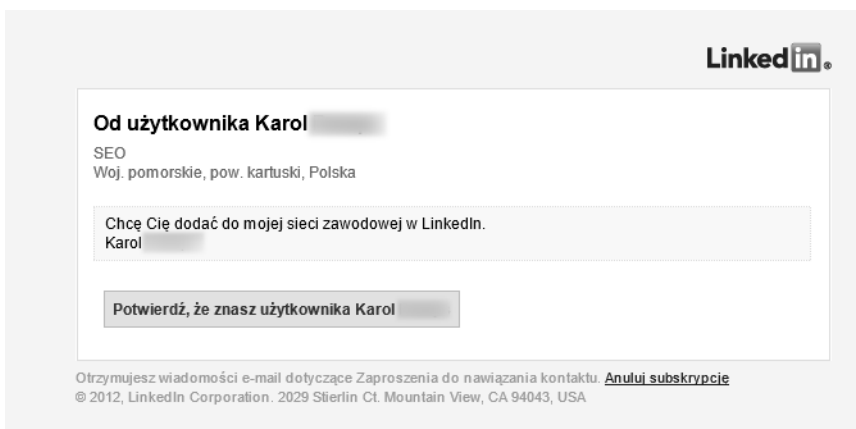 Linked in®
Od użytkownika Karol
SEO
Woj. pomorskie, pow. kartuski, Polska
Chcę Cię dodać do mojej sieci zawodowej w LinkedIn.
Karol
Potwierdź, że znasz użytkownika Karol
Otrzymujesz wiadomości e-mail dotyczące Zaproszenia do nawiązania kontaktu. Anuluj subskrypcję
© 2012, LinkedIn Corporation. 2029 Stierlin Ct. Mountain View, CA 94043, USA